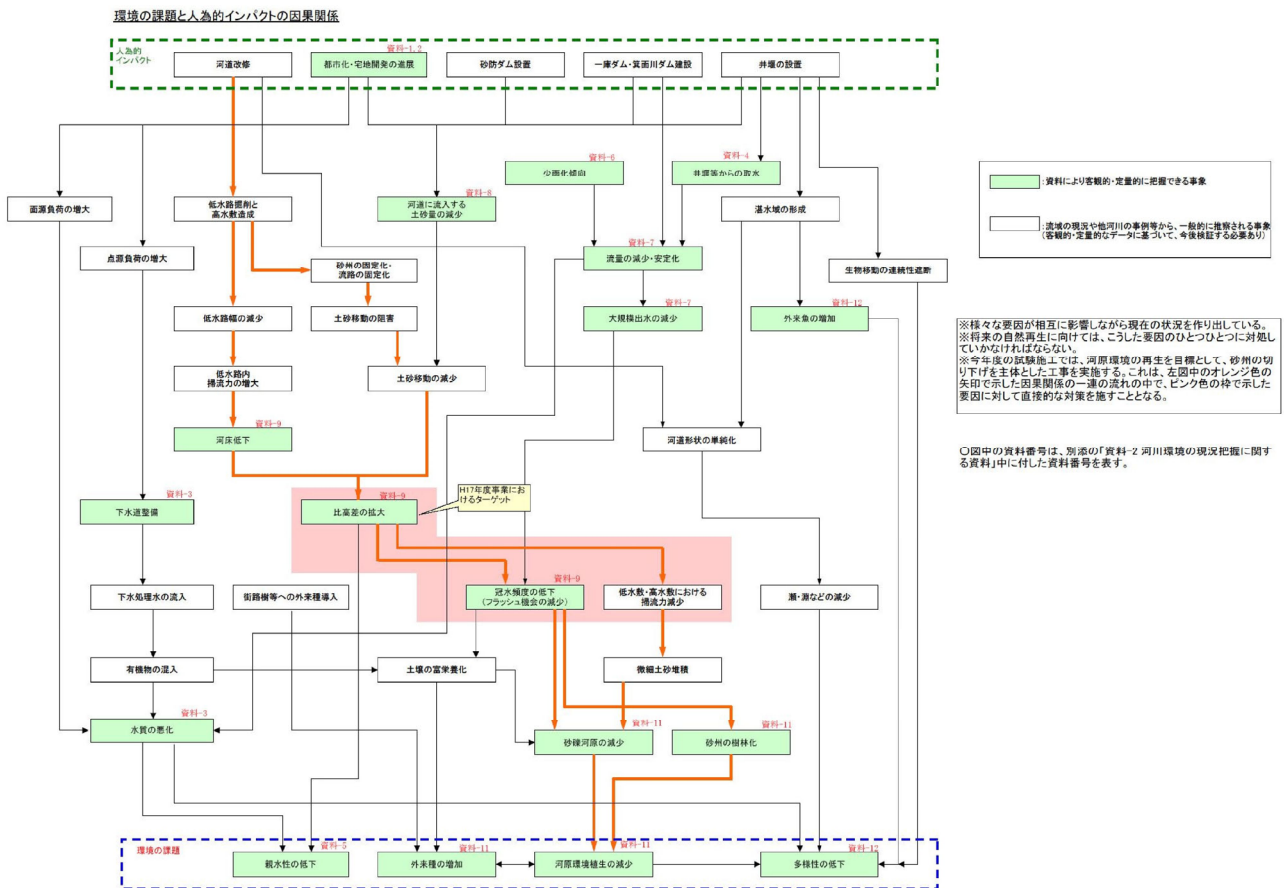 環境の課題と人為的インパクトの因果関係
人為的
インパクト
資料-1,2
河道改修
都市化・宅地開発の進展
砂防ダム設置
一庫ダム・箕面川ダム建設
井堰の設置
資料-6
資料-4
少雨化傾向
井堰等からの取水
資料-8
面源負荷の増大
低水路掘削と
高水敷造成
河道に流入する
土砂量の減少
湛水域の形成
:資料により客観的・定量的に把握できる事象
:流域の現況や他河川の事例等から、一般的に推察される事象
(客観的・定量的なデータに基づいて、今後検証する必要あり)
資料-7
点源負荷の増大
砂州の固定化・
流路の固定化
流量の減少・安定化
生物移動の連続性遮断
資料-7
資料-12
低水路幅の減少
土砂移動の阻害
大規模出水の減少
外来魚の増加
※様々な要因が相互に影響しながら現在の状況を作り出している。
※将来の自然再生に向けては、こうした要因のひとつひとつに対処し
ていかなければならない。
※今年度の試験施工では、河原環境の再生を目標として、砂州の切
り下げを主体とした工事を実施する。これは、左図中のオレンジ色の
矢印で示した因果関係の一連の流れの中で、ピンク色の枠で示した
要因に対して直接的な対策を施すこととなる。
低水路内
掃流力の増大
土砂移動の減少
資料-9
河床低下
河道形状の単純化
〇図中の資料番号は、別添の「資料-2 河川環境の現況把握に関す
る資料」中に付した資料番号を表す。
資料-3
資料-9
H17年度事業にお
けるターゲット
下水道整備
比高差の拡大
資料-9
下水処理水の流入
街路樹等への外来種導入
冠水頻度の低下
(フラッシュ機会の減少)
低水敷・高水敷における
掃流力減少
瀬・淵などの減少
有機物の混入
土壌の富栄養化
微細土砂堆積
資料-3
資料-11
資料-11
水質の悪化
砂礫河原の減少
砂州の樹林化
環境の課題
資料-5
資料-11
資料-11
資料-12
親水性の低下
外来種の増加
河原環境植生の減少
多様性の低下